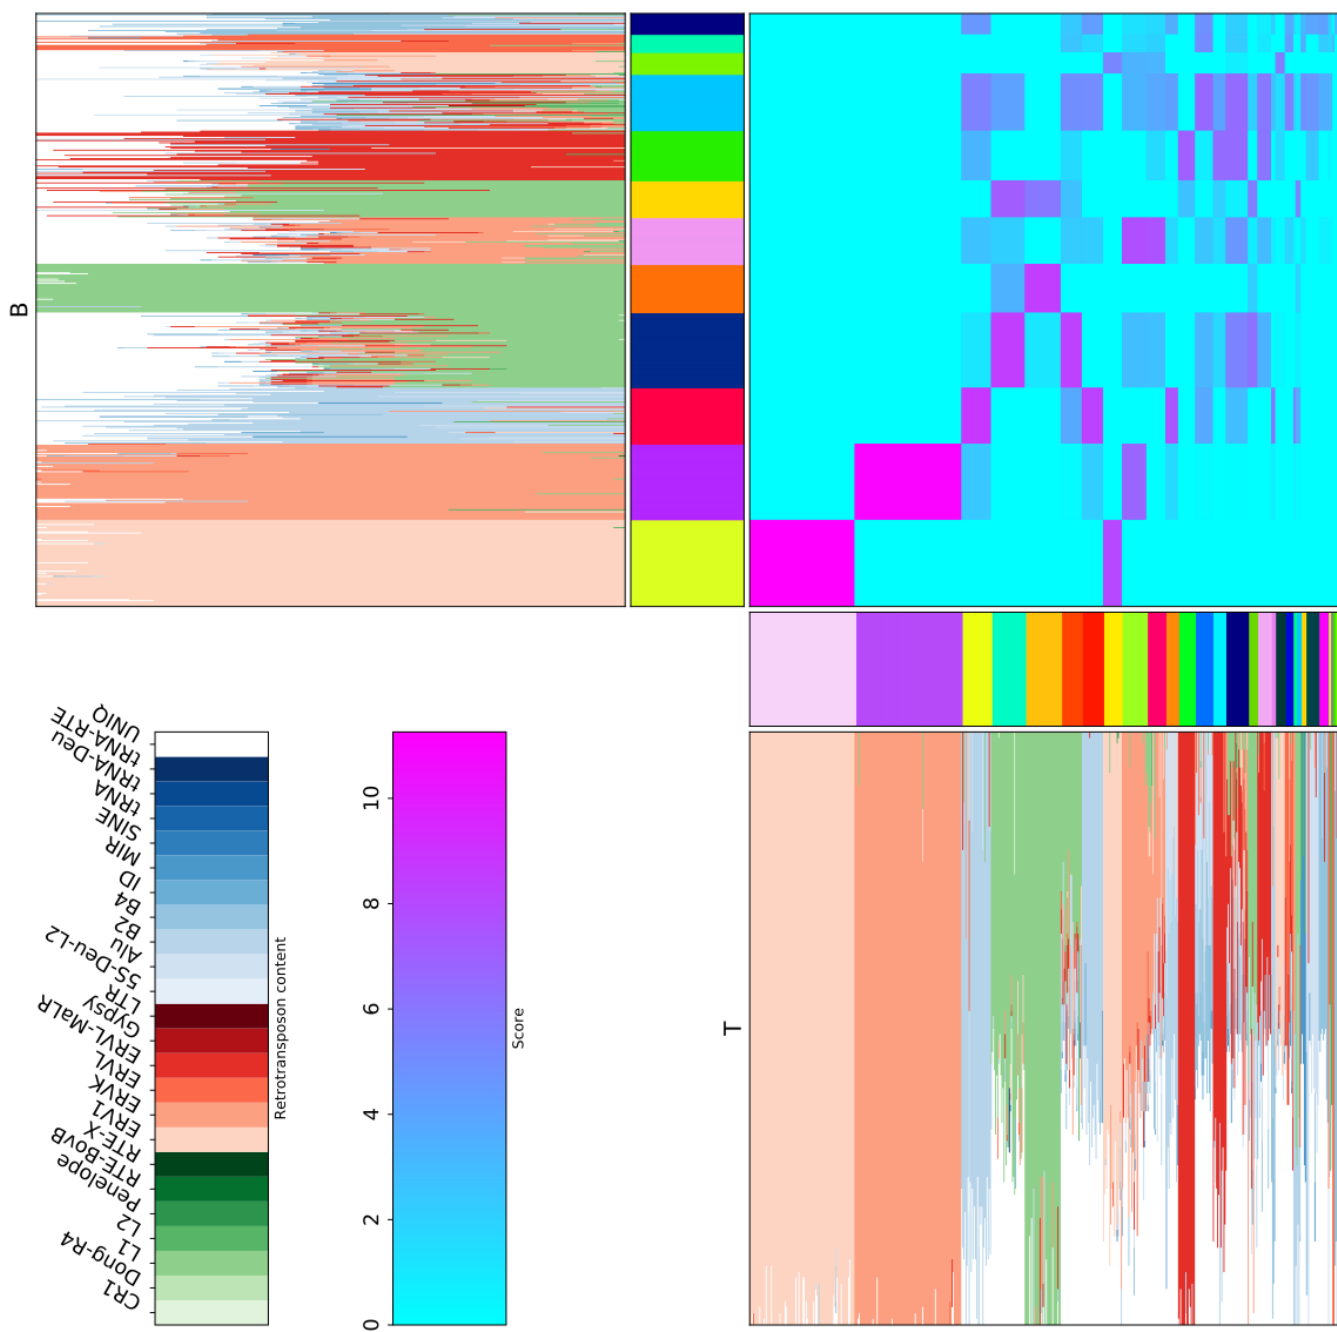 B
UNIQ
tRNA-RTE
tRNA-Deu
tRNA
SINE
MIR
ID
B4
B2
Alu
5S-Deu-L2
LTR
Gypsy
ERVL-MaLR
ERVL
ERVK
ERV1
RTE-X
RTE-BovB
Penelope
L2
L1
Dong-R4
CR1
Retrotransposon content
10
8
6
4
2
0
Score
T